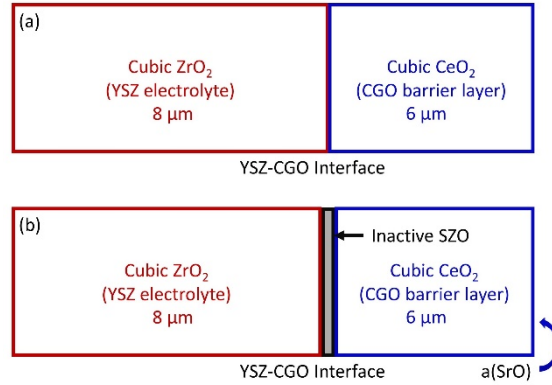 (a)
Cubic ZrO₂
(YSZ electrolyte)
8 μm
Cubic CeO₂
(CGO barrier layer)
6 μm
YSZ-CGO Interface
(b)
Inactive SZO
Cubic ZrO₂
(YSZ electrolyte)
8 μm
Cubic CeO₂
(CGO barrier layer)
6 μm
YSZ-CGO Interface
a(SrO)